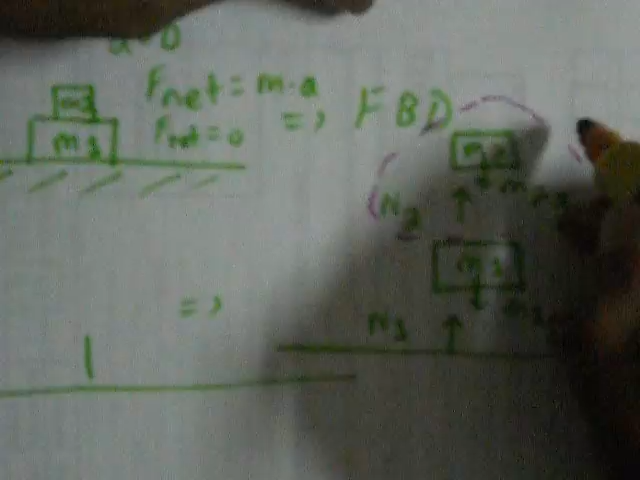 a=0
Fnet = m·a
Fnet = 0
=> FBD
m2
m1
m2
N2
m1
=>
N1